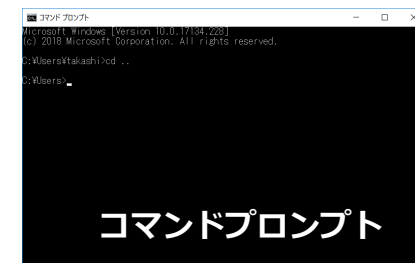 コマンド プロンプト
Microsoft Windows [Version 10.0.17134.228]
(c) 2018 Microsoft Corporation. All rights reserved.
C:¥Users¥takashi>cd ..
C:¥Users>_
コマンドプロンプト